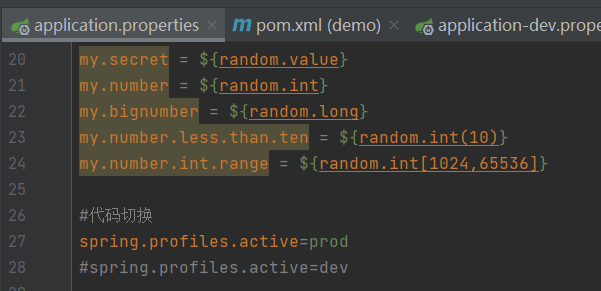 application.properties
pom.xml (demo)
application-dev.prope
20 my.secret = ${random.value}
21 my.number = ${random.int}
22 my.bignumber = ${random.long}
23 my.number.less.than.ten = ${random.int(10)}
24 my.number.int.range = ${random.int[1024,65536]}
25
26 #代码切换
27 spring.profiles.active=prod
28 #spring.profiles.active=dev